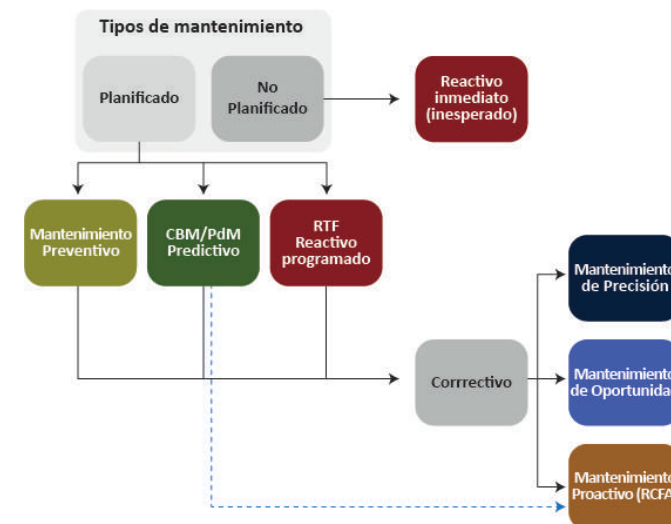 Tipos de mantenimiento
Planificado
No
Planificado
Reactivo
inmediato
(inesperado)
Mantenimiento
Preventivo
CBM/PdM
Predictivo
RTF
Reactivo
programado
Mantenimiento
de Precisión
Corrrectivo
Mantenimiento
de Oportunida
Mantenimiento
Proactivo (RCFA